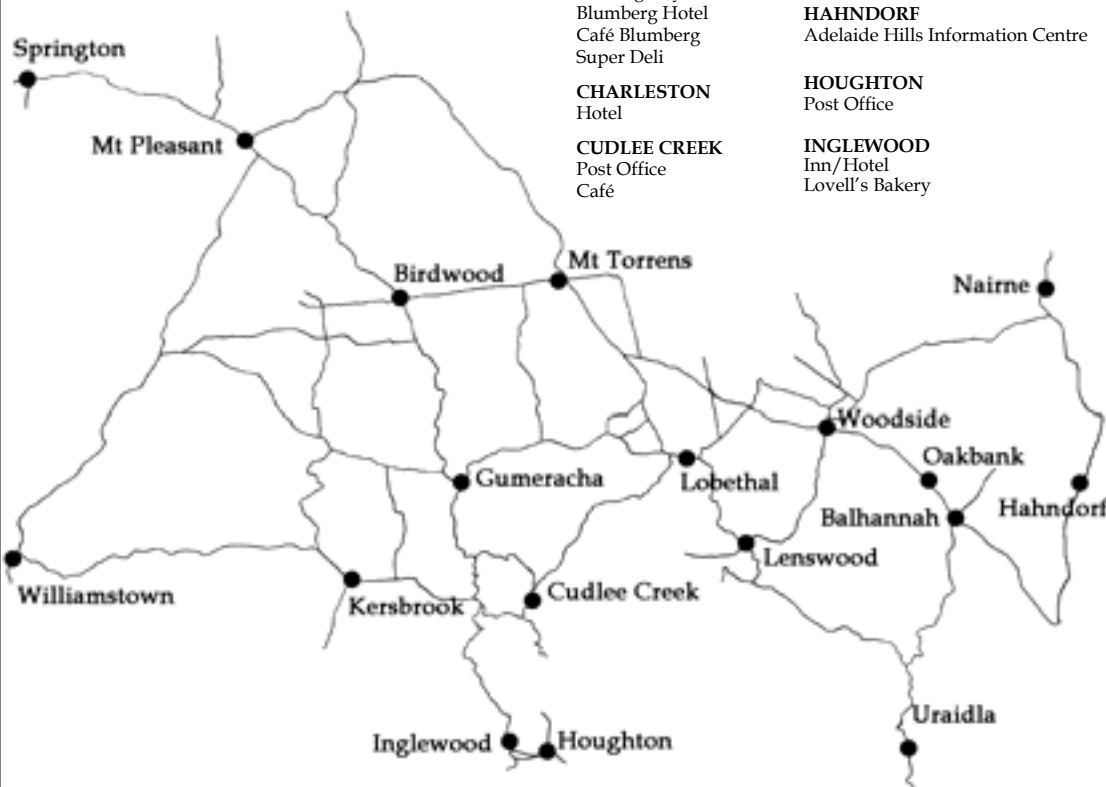 Blumberg Hotel
Café Blumberg
Super Deli
CHARLESTON
Hotel
CUDLEE CREEK
Post Office
Café
HAHNDORF
Adelaide Hills Information Centre
HOUGHTON
Post Office
INGLEWOOD
Inn/Hotel
Lovell's Bakery
Springton
Mt Pleasant
Birdwood
Mt Torrens
Nairne
Woodside
Oakbank
Gumeracha
Lobethal
Hahndorf
Balhannah
Lenswood
Williamstown
Kersbrook
Cudlee Creek
Uraidla
Inglewood
Houghton